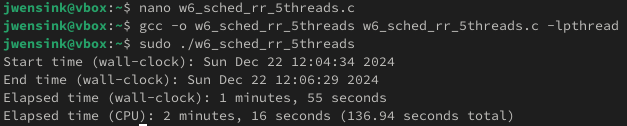 jwensink@vbox:~$ nano w6_sched_rr_5threads.c
jwensink@vbox:~$ gcc -o w6_sched_rr_5threads w6_sched_rr_5threads.c -lpthread
jwensink@vbox:~$ sudo ./w6_sched_rr_5threads
Start time (wall-clock): Sun Dec 22 12:04:34 2024
End time (wall-clock): Sun Dec 22 12:06:29 2024
Elapsed time (wall-clock): 1 minutes, 55 seconds
Elapsed time (CPU): 2 minutes, 16 seconds (136.94 seconds total)